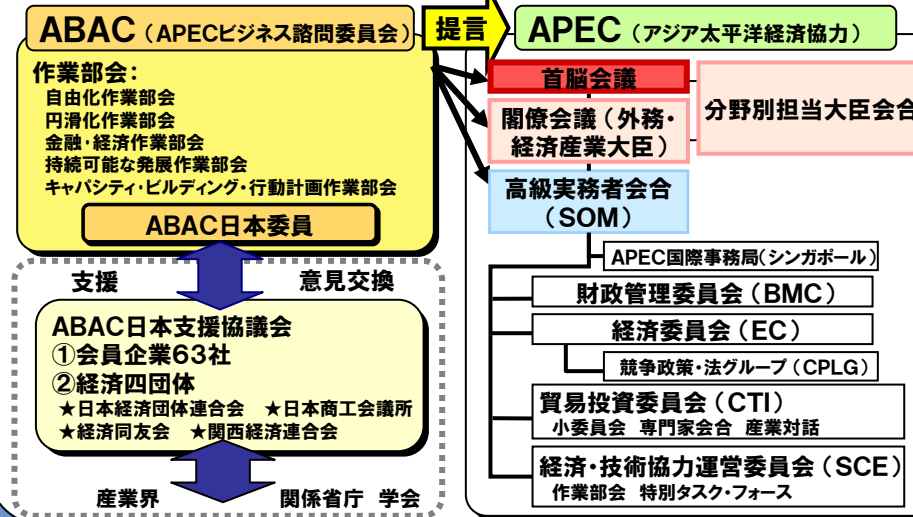 ABAC（APECビジネス諮問委員会）
提言
APEC（アジア太平洋経済協力）
作業部会：
自由化作業部会
円滑化作業部会
金融・経済作業部会
持続可能な発展作業部会
キャパシティ・ビルディング・行動計画作業部会
ABAC日本委員
支援
意見交換
ABAC日本支援協議会
①会員企業63社
②経済四団体
★日本経済団体連合会 ★日本商工会議所
★経済同友会 ★関西経済連合会
産業界
関係省庁 学会
首脳会議
閣僚会議（外務・
経済産業大臣）
分野別担当大臣会合
高級実務者会合
（SOM）
APEC国際事務局（シンガポール）
財政管理委員会（BMC）
経済委員会（EC）
競争政策・法グループ（CPLG）
貿易投資委員会（CTI）
小委員会 専門家会合 産業対話
経済・技術協力運営委員会（SCE）
作業部会 特別タスク・フォース